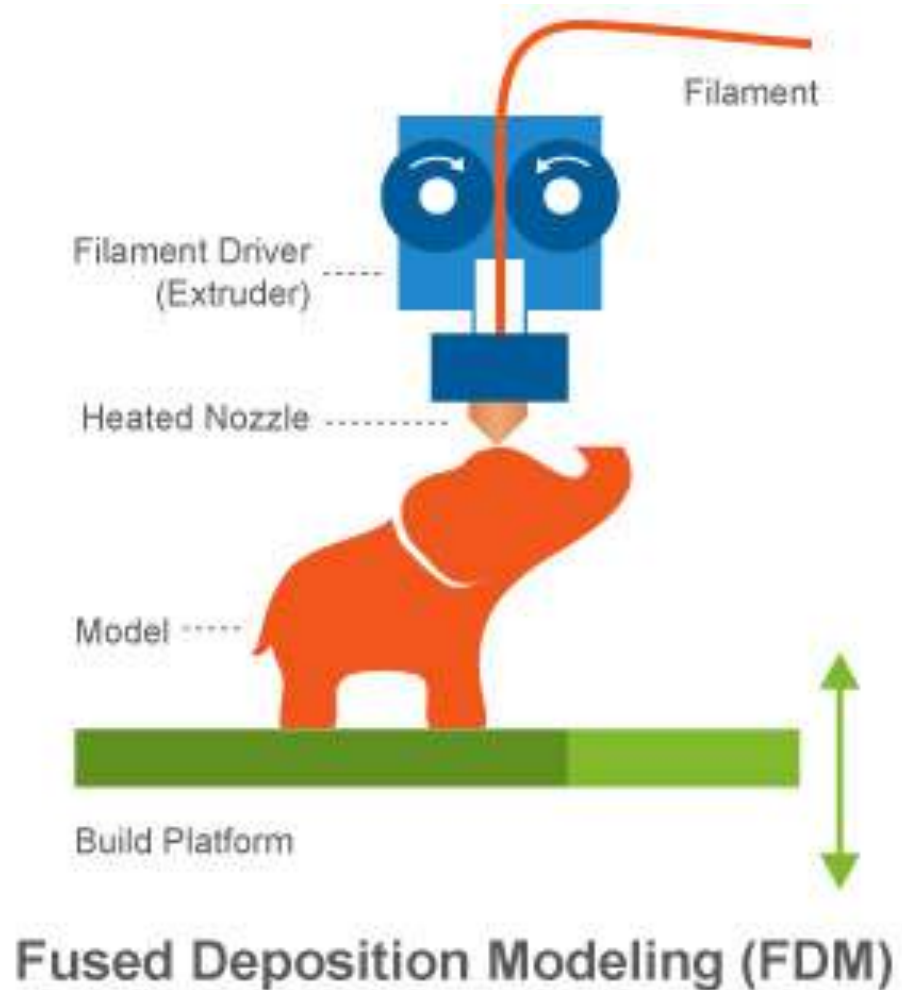 Filament
Filament Driver
(Extruder)
Heated Nozzle
Model
Build Platform
Fused Deposition Modeling (FDM)